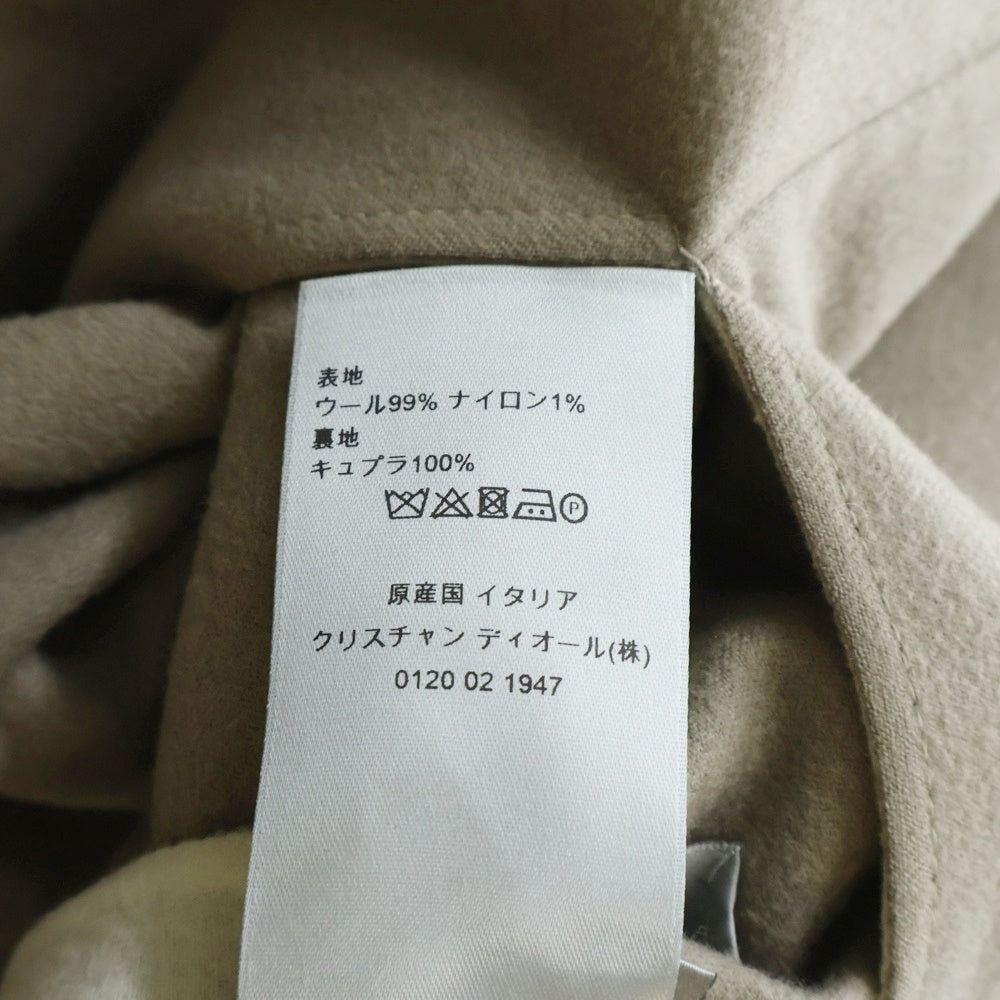 表地
ウール99% ナイロン1%
裏地
キュプラ100%
P
原産国 イタリア
クリスチャン ディオール(株)
0120 02 1947